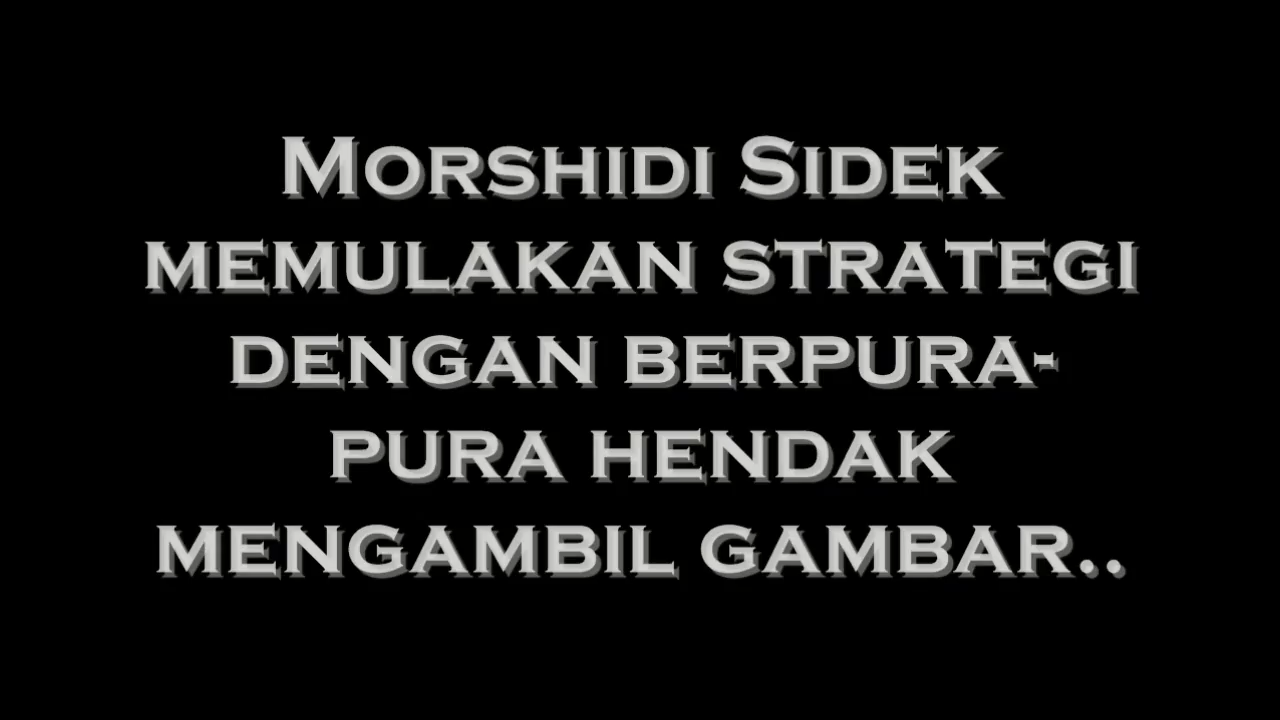 Morshidi Sidek
memulakan strategi
dengan berpura-
pura hendak
mengambil gambar..